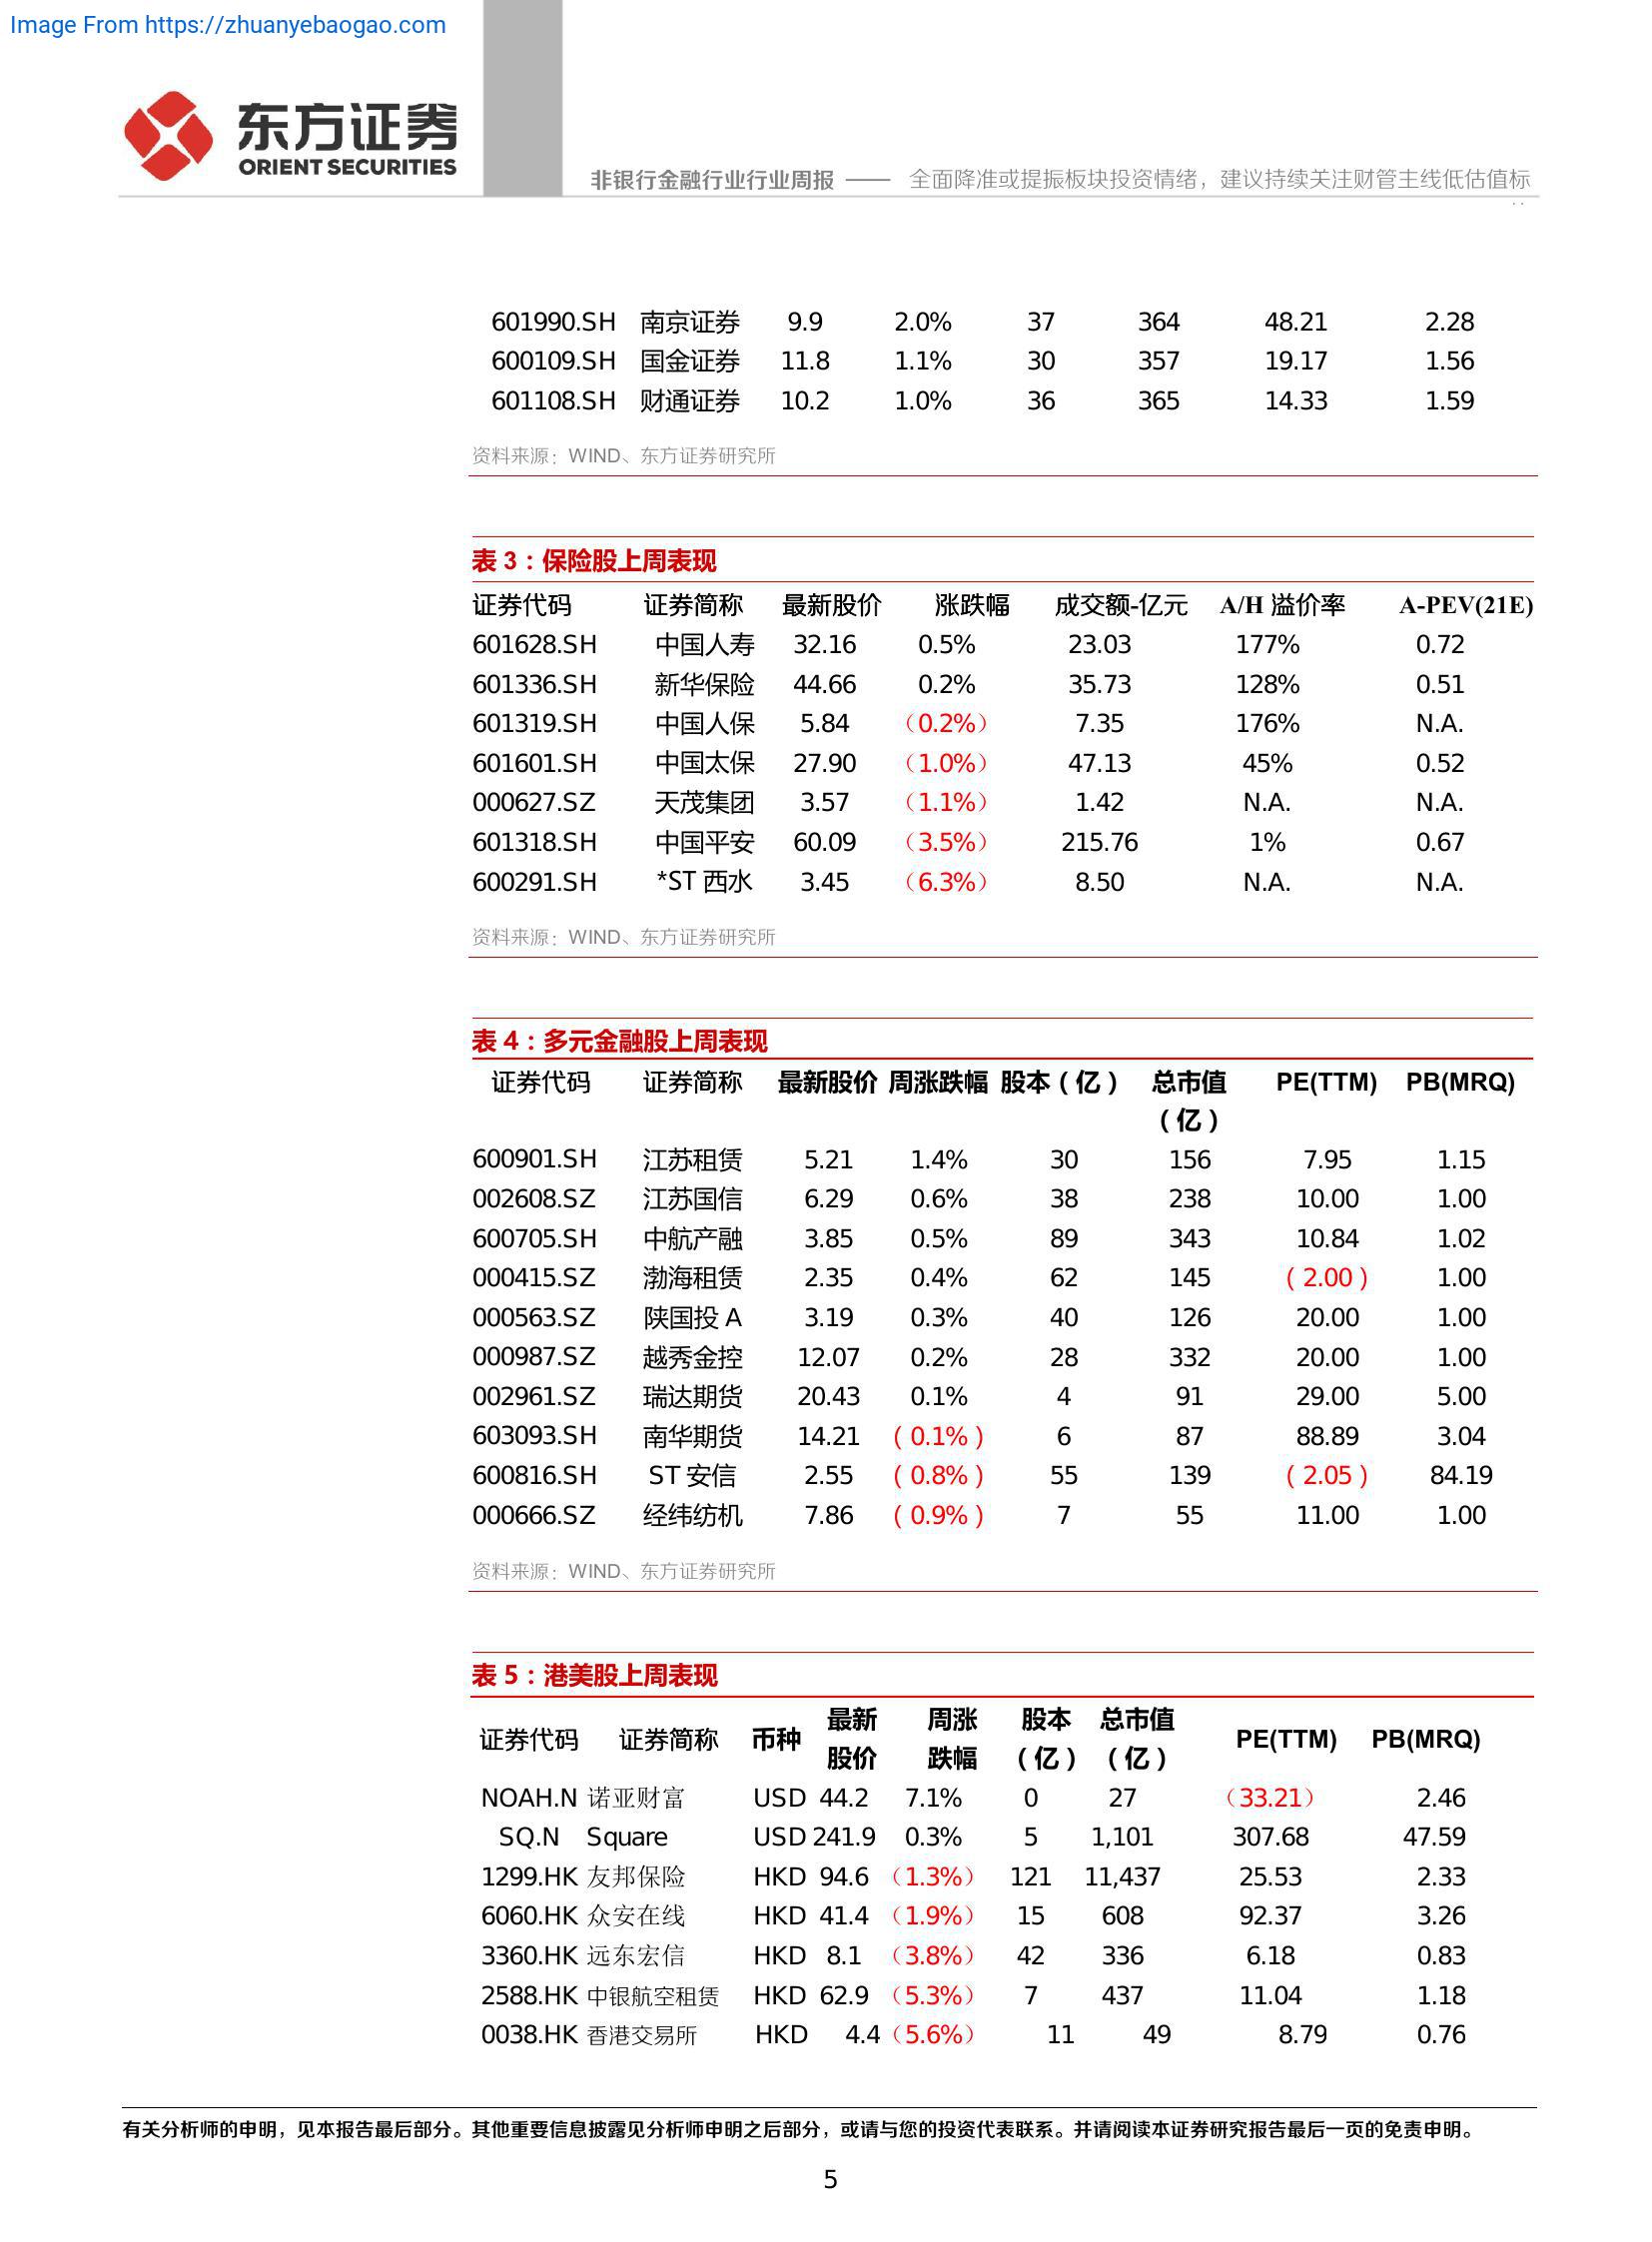 Image From https://zhuanyebaogao.com
东方证券
ORIENT SECURITIES
非银行金融行业行业周报 —— 全面降准或提振板块投资情绪，建议持续关注财管主线低估值标
601990.SH 南京证券 9.9 2.0% 37 364 48.21 2.28
600109.SH 国金证券 11.8 1.1% 30 357 19.17 1.56
601108.SH 财通证券 10.2 1.0% 36 365 14.33 1.59
资料来源：WIND、东方证券研究所
表 3：保险股上周表现
证券代码 证券简称 最新股价 涨跌幅 成交额-亿元 A/H 溢价率 A-PEV(21E)
601628.SH 中国人寿 32.16 0.5% 23.03 177% 0.72
601336.SH 新华保险 44.66 0.2% 35.73 128% 0.51
601319.SH 中国人保 5.84 （0.2%） 7.35 176% N.A.
601601.SH 中国太保 27.90 （1.0%） 47.13 45% 0.52
000627.SZ 天茂集团 3.57 （1.1%） 1.42 N.A. N.A.
601318.SH 中国平安 60.09 （3.5%） 215.76 1% 0.67
600291.SH *ST 西水 3.45 （6.3%） 8.50 N.A. N.A.
资料来源：WIND、东方证券研究所
表 4：多元金融股上周表现
证券代码 证券简称 最新股价 周涨跌幅 股本（亿） 总市值 PE(TTM) PB(MRQ)
（亿）
600901.SH 江苏租赁 5.21 1.4% 30 156 7.95 1.15
002608.SZ 江苏国信 6.29 0.6% 38 238 10.00 1.00
600705.SH 中航产融 3.85 0.5% 89 343 10.84 1.02
000415.SZ 渤海租赁 2.35 0.4% 62 145 （2.00） 1.00
000563.SZ 陕国投 A 3.19 0.3% 40 126 20.00 1.00
000987.SZ 越秀金控 12.07 0.2% 28 332 20.00 1.00
002961.SZ 瑞达期货 20.43 0.1% 4 91 29.00 5.00
603093.SH 南华期货 14.21 （0.1%） 6 87 88.89 3.04
600816.SH ST 安信 2.55 （0.8%） 55 139 （2.05） 84.19
000666.SZ 经纬纺机 7.86 （0.9%） 7 55 11.00 1.00
资料来源：WIND、东方证券研究所
表 5：港美股上周表现
最新 周涨 股本 总市值
证券代码 证券简称 币种 PE(TTM) PB(MRQ)
股价 跌幅 （亿） （亿）
NOAH.N 诺亚财富 USD 44.2 7.1% 0 27 （33.21） 2.46
SQ.N Square USD 241.9 0.3% 5 1,101 307.68 47.59
1299.HK 友邦保险 HKD 94.6 （1.3%） 121 11,437 25.53 2.33
6060.HK 众安在线 HKD 41.4 （1.9%） 15 608 92.37 3.26
3360.HK 远东宏信 HKD 8.1 （3.8%） 42 336 6.18 0.83
2588.HK 中银航空租赁 HKD 62.9 （5.3%） 7 437 11.04 1.18
0038.HK 香港交易所 HKD 4.4 （5.6%） 11 49 8.79 0.76
有关分析师的申明，见本报告最后部分。其他重要信息披露见分析师申明之后部分，或请与您的投资代表联系。并请阅读本证券研究报告最后一页的免责申明。
5